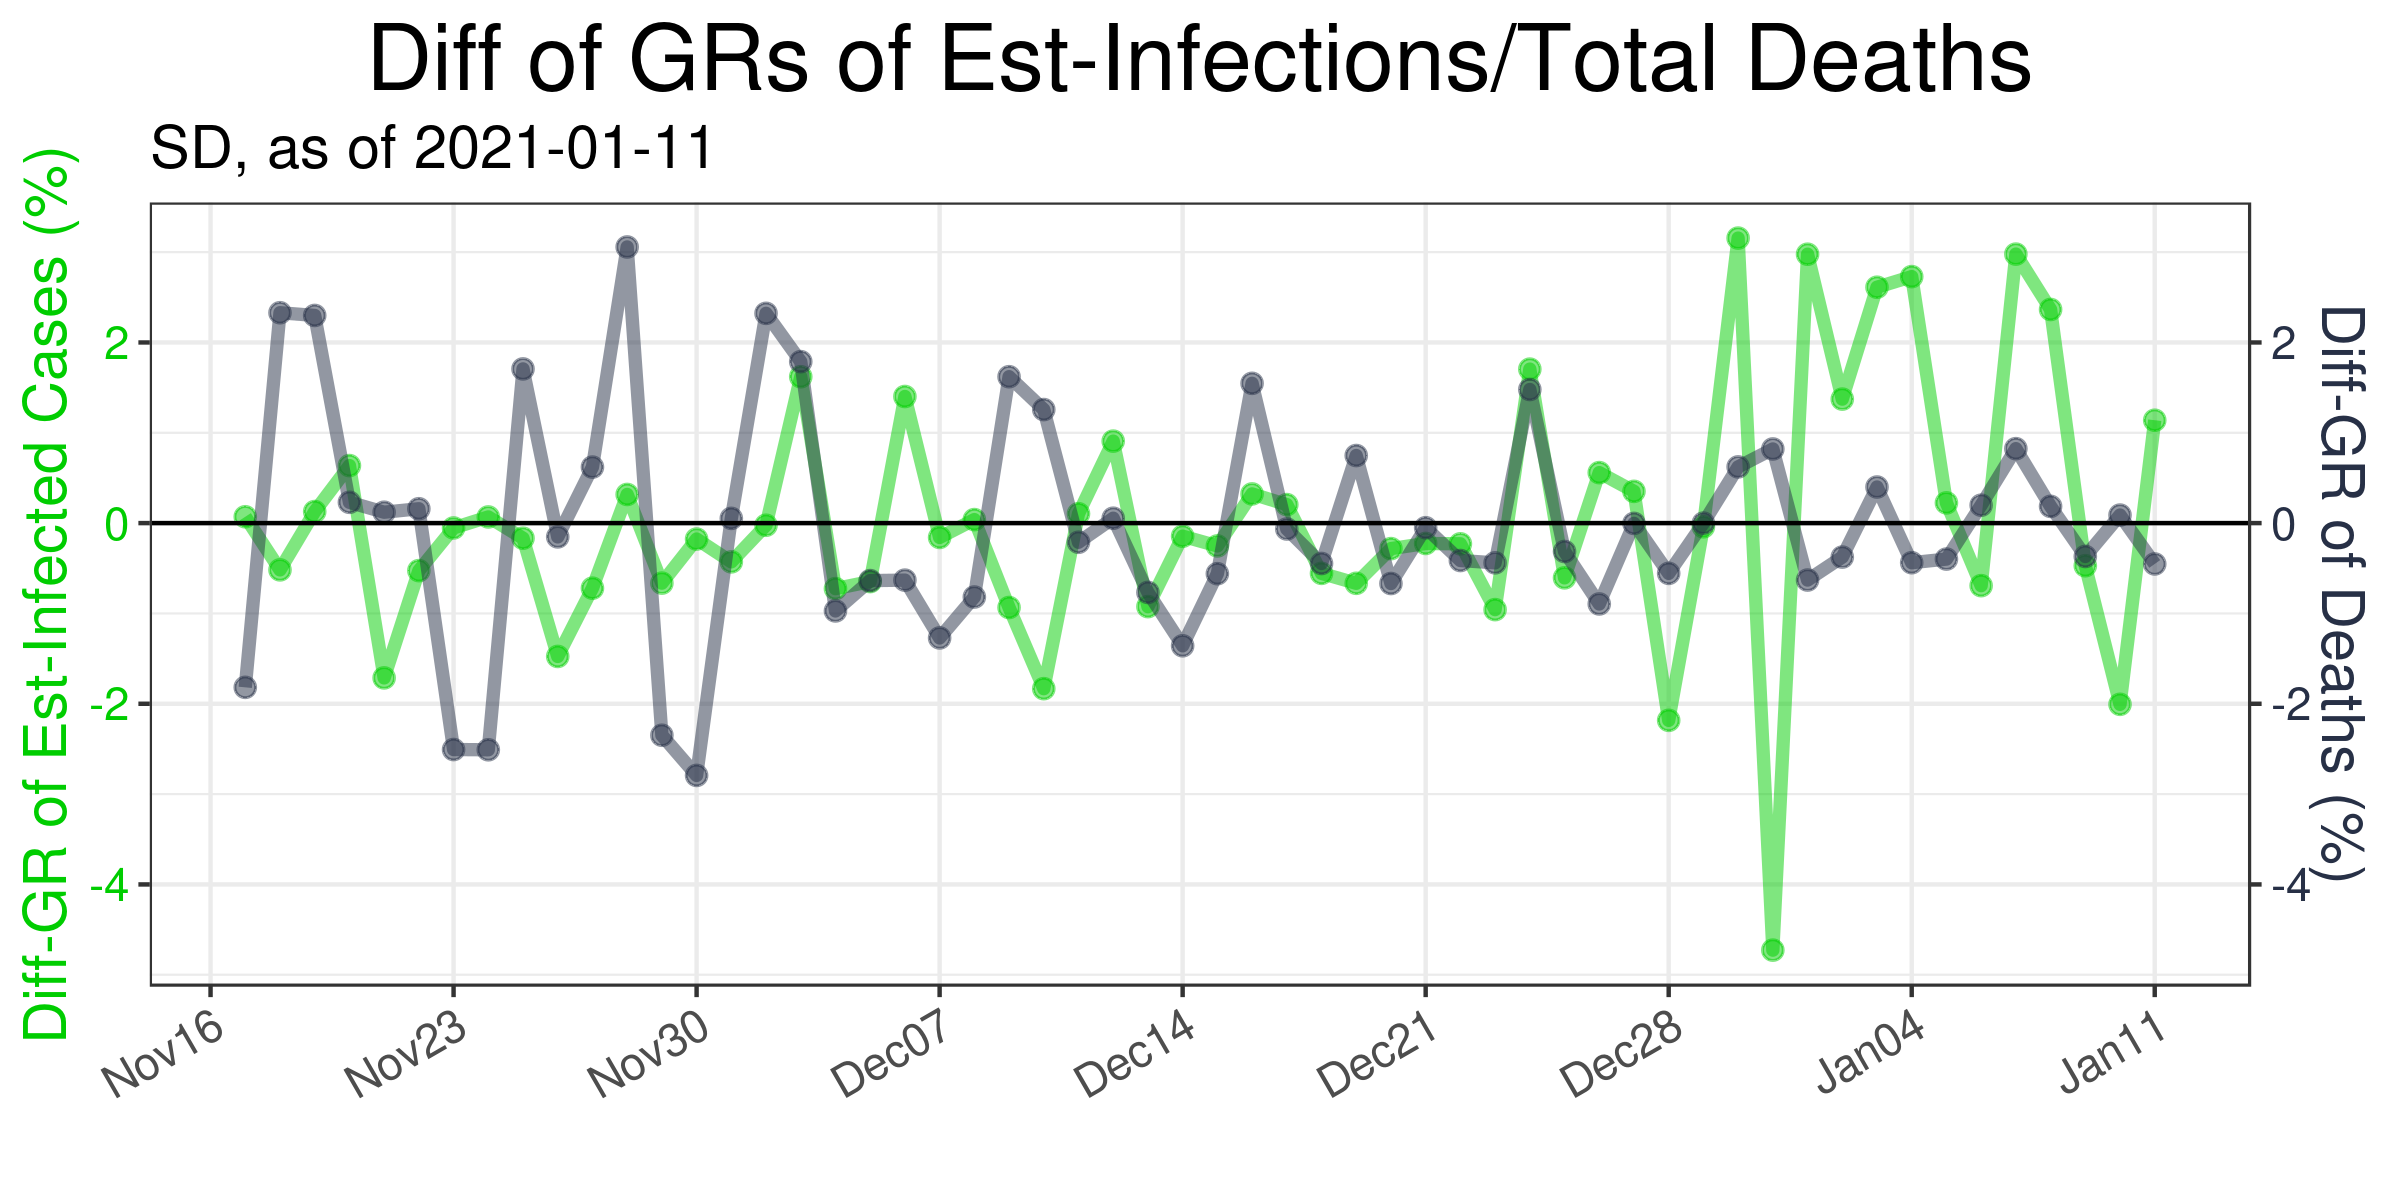 Diff of GRs of Est-Infections/Total Deaths
SD, as of 2021-01-11
Diff-GR of Est-Infected Cases (%)
2
0
-2
-4
2
0
-2
-4
Diff-GR of Deaths (%)
Nov16
Nov23
Nov30
Dec07
Dec14
Dec21
Dec28
Jan04
Jan11